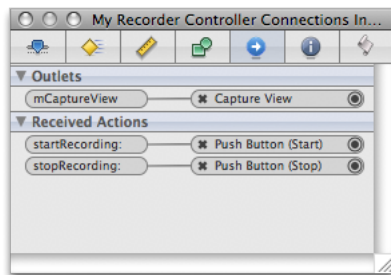 My Recorder Controller Connections In...
Outlets
mCaptureView Capture View
Received Actions
startRecording: Push Button (Start)
stopRecording: Push Button (Stop)